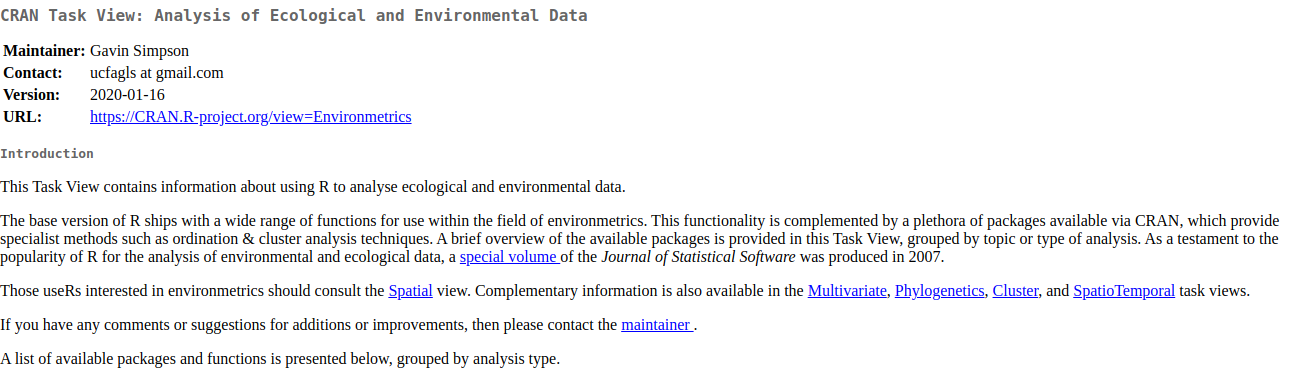 CRAN Task View: Analysis of Ecological and Environmental Data
Maintainer: Gavin Simpson
Contact: ucfagls at gmail.com
Version: 2020-01-16
URL: https://CRAN.R-project.org/view=Environmetrics
Introduction
This Task View contains information about using R to analyse ecological and environmental data.
The base version of R ships with a wide range of functions for use within the field of environmetrics. This functionality is complemented by a plethora of packages available via CRAN, which provide
specialist methods such as ordination & cluster analysis techniques. A brief overview of the available packages is provided in this Task View, grouped by topic or type of analysis. As a testament to the
popularity of R for the analysis of environmental and ecological data, a special volume of the Journal of Statistical Software was produced in 2007.
Those useRs interested in environmetrics should consult the Spatial view. Complementary information is also available in the Multivariate, Phylogenetics, Cluster, and SpatioTemporal task views.
If you have any comments or suggestions for additions or improvements, then please contact the maintainer .
A list of available packages and functions is presented below, grouped by analysis type.